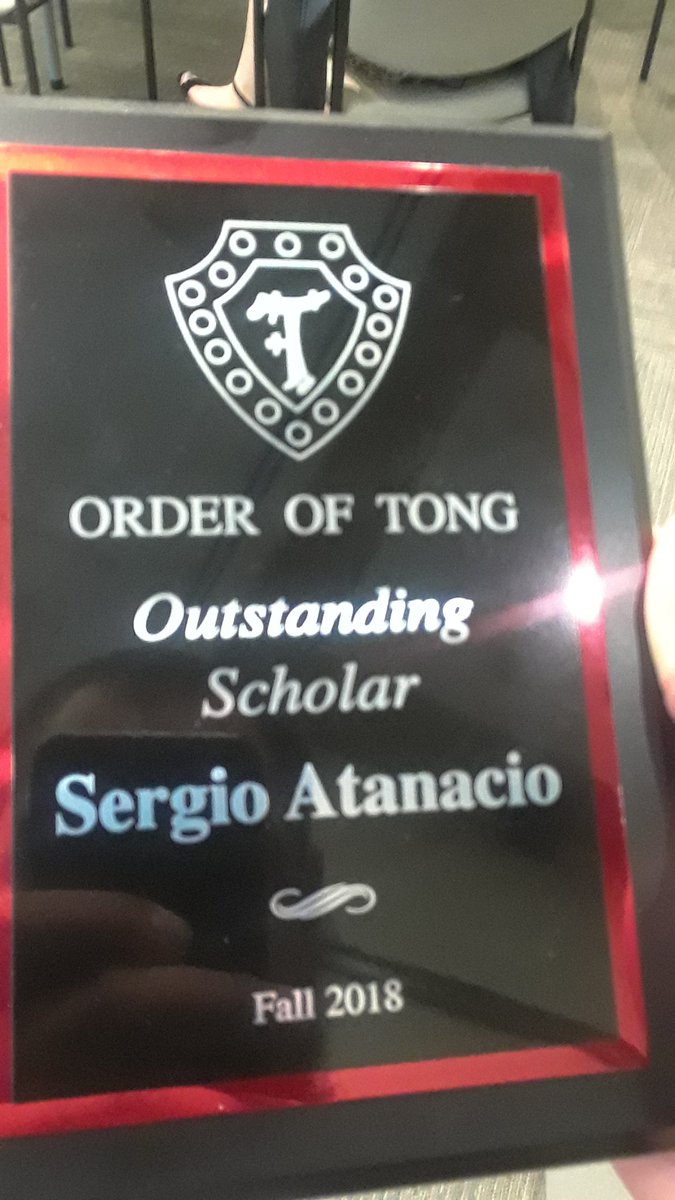 ORDER OF TONG
Outstanding
Scholar
Sergio Atanacio
Fall 2018